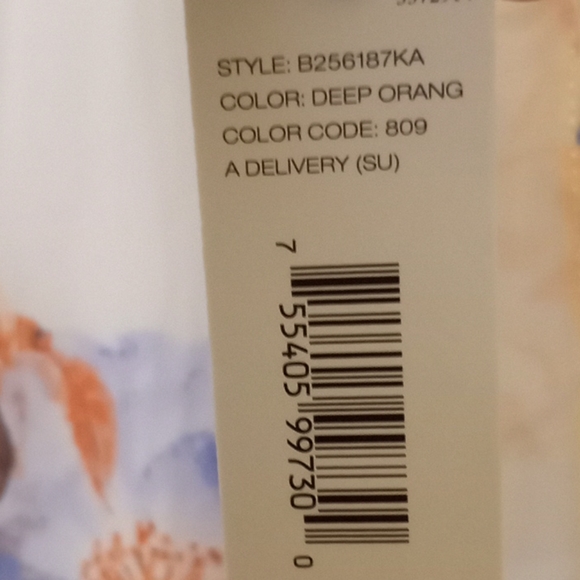 STYLE: B256187KA
COLOR: DEEP ORANG
COLOR CODE: 809
A DELIVERY (SU)
7 55405 99730 0